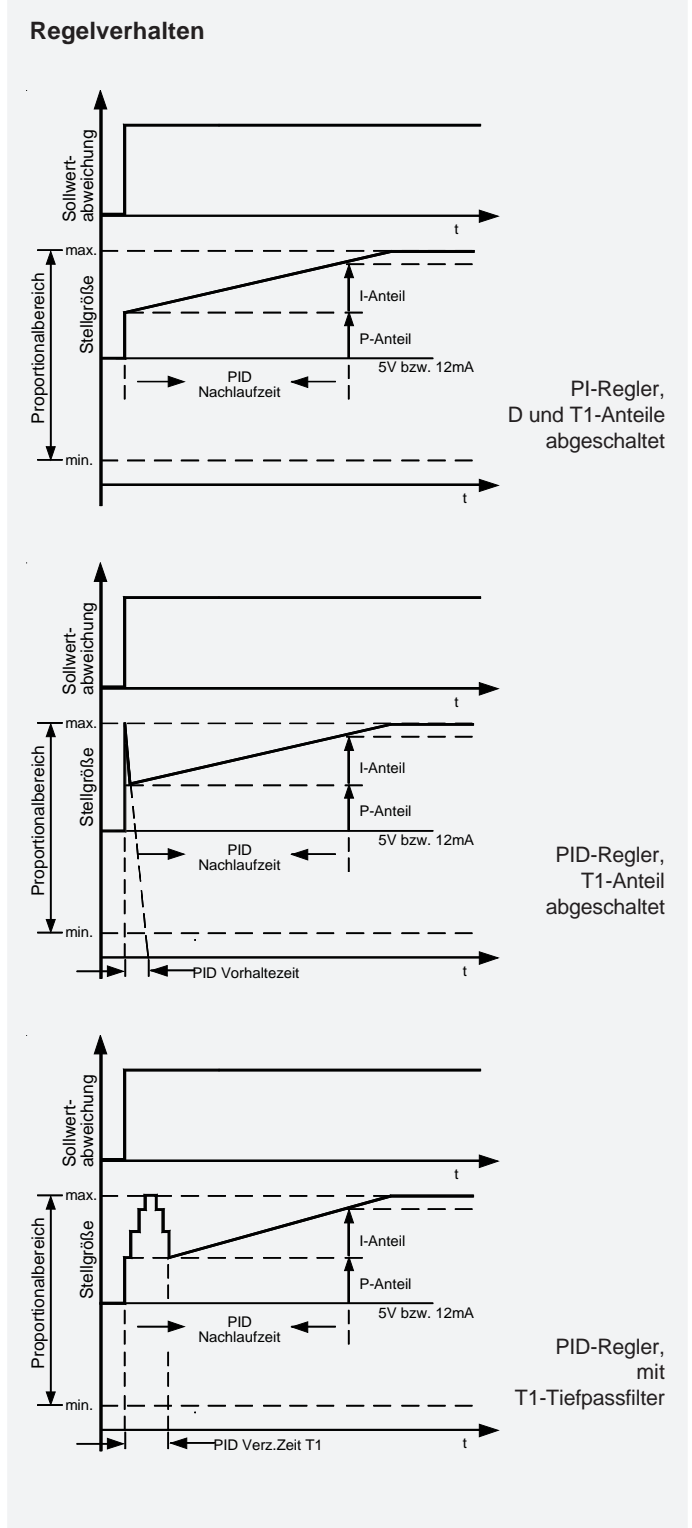 Regelverhalten
Sollwert-
abweichung
t
max.
Proportionalbereich
Stellgröße
I-Anteil
P-Anteil
5V bzw. 12mA
PID
Nachlaufzeit
min.
t
PI-Regler,
D und T1-Anteile
abgeschaltet
Sollwert-
abweichung
t
max.
Proportionalbereich
Stellgröße
I-Anteil
P-Anteil
5V bzw. 12mA
PID
Nachlaufzeit
min.
PID Vorhaltezeit
t
PID-Regler,
T1-Anteil
abgeschaltet
Sollwert-
abweichung
t
max.
Proportionalbereich
Stellgröße
I-Anteil
P-Anteil
5V bzw. 12mA
PID
Nachlaufzeit
min.
PID Verz.Zeit T1
t
PID-Regler,
mit
T1-Tiefpassfilter